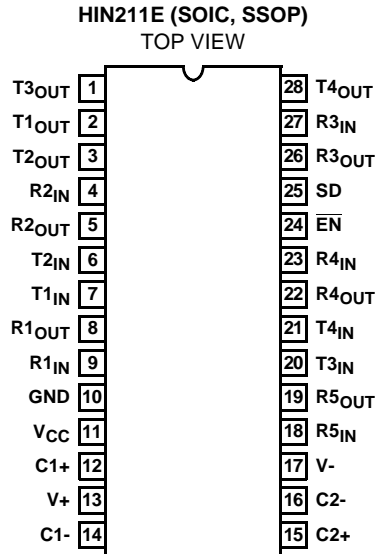 HIN211E (SOIC, SSOP)
TOP VIEW
T3OUT 1
T1OUT 2
T2OUT 3
R2IN 4
R2OUT 5
T2IN 6
T1IN 7
R1OUT 8
R1IN 9
GND 10
VCC 11
C1+ 12
V+ 13
C1- 14
28 T4OUT
27 R3IN
26 R3OUT
25 SD
24 E̅N̅
23 R4IN
22 R4OUT
21 T4IN
20 T3IN
19 R5OUT
18 R5IN
17 V-
16 C2-
15 C2+